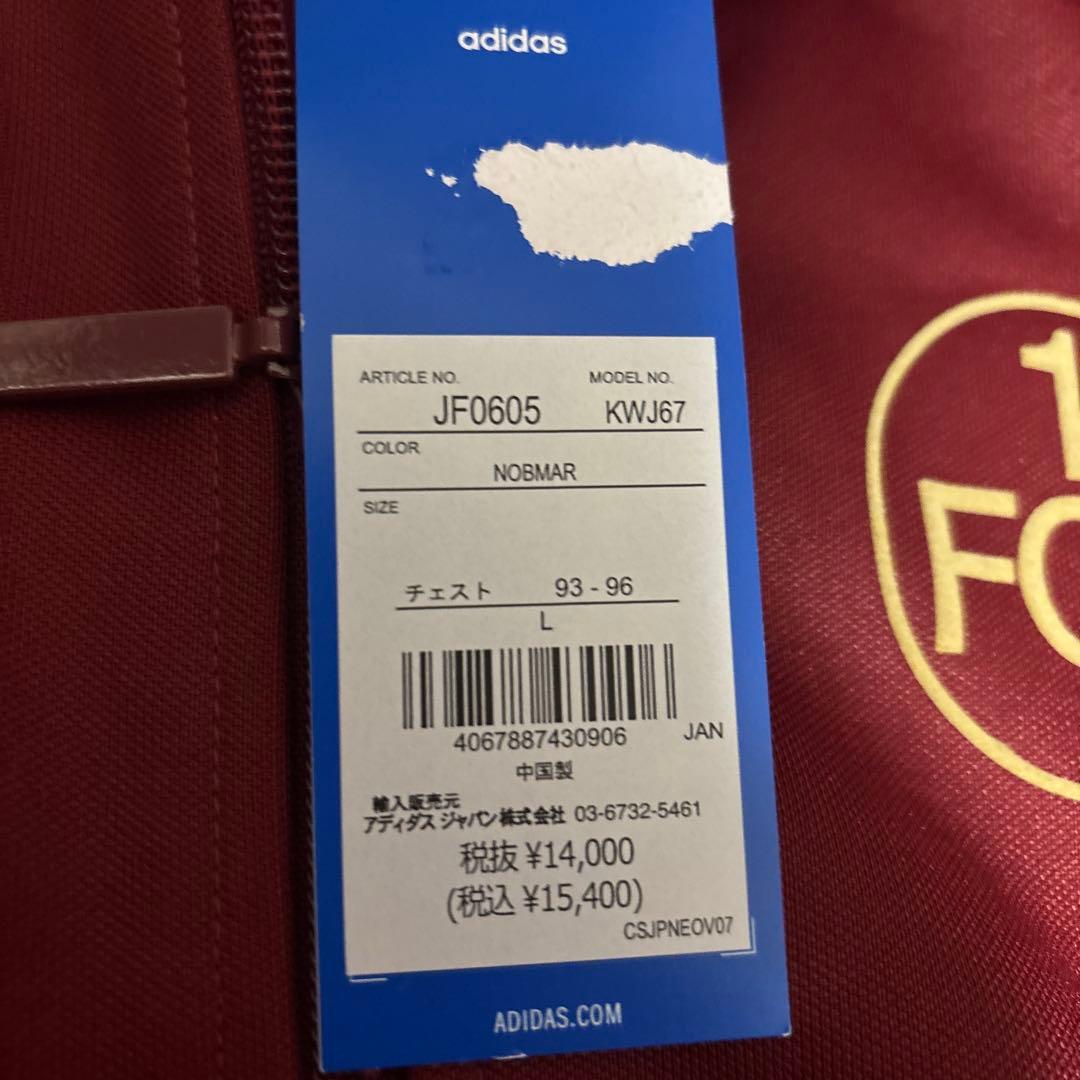 adidas
ARTICLE NO. MODEL NO.
JF0605 KWJ67
COLOR
NOBMAR
SIZE
チェスト 93 - 96
L
4067887430906 JAN
中国製
輸入販売元
アディダス ジャパン株式会社 03-6732-5461
税抜 ¥14,000
(税込 ¥15,400)
CSJPNEOV07
ADIDAS.COM
1
FC